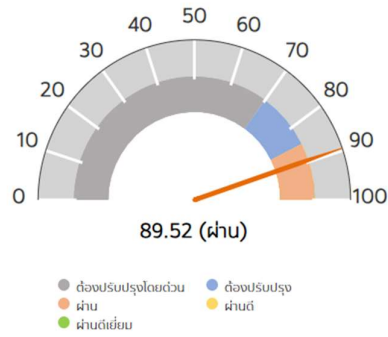 50
40 60
30 70
20 80
10 90
0 100
89.52 (ผ่าน)
ต้องปรับปรุงโดยด่วน ต้องปรับปรุง
ผ่าน ผ่านดี
ผ่านดีเยี่ยม